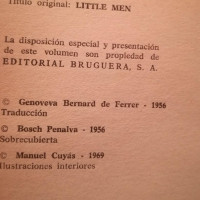 Título original: LITTLE MEN
La disposición especial y presentación
de este volumen son propiedad de
EDITORIAL BRUGUERA, S. A.
© Genoveva Bernard de Ferrer - 1956
Traducción
© Bosch Penalva - 1956
Sobrecubierta
© Manuel Cuyás - 1969
Ilustraciones interiores